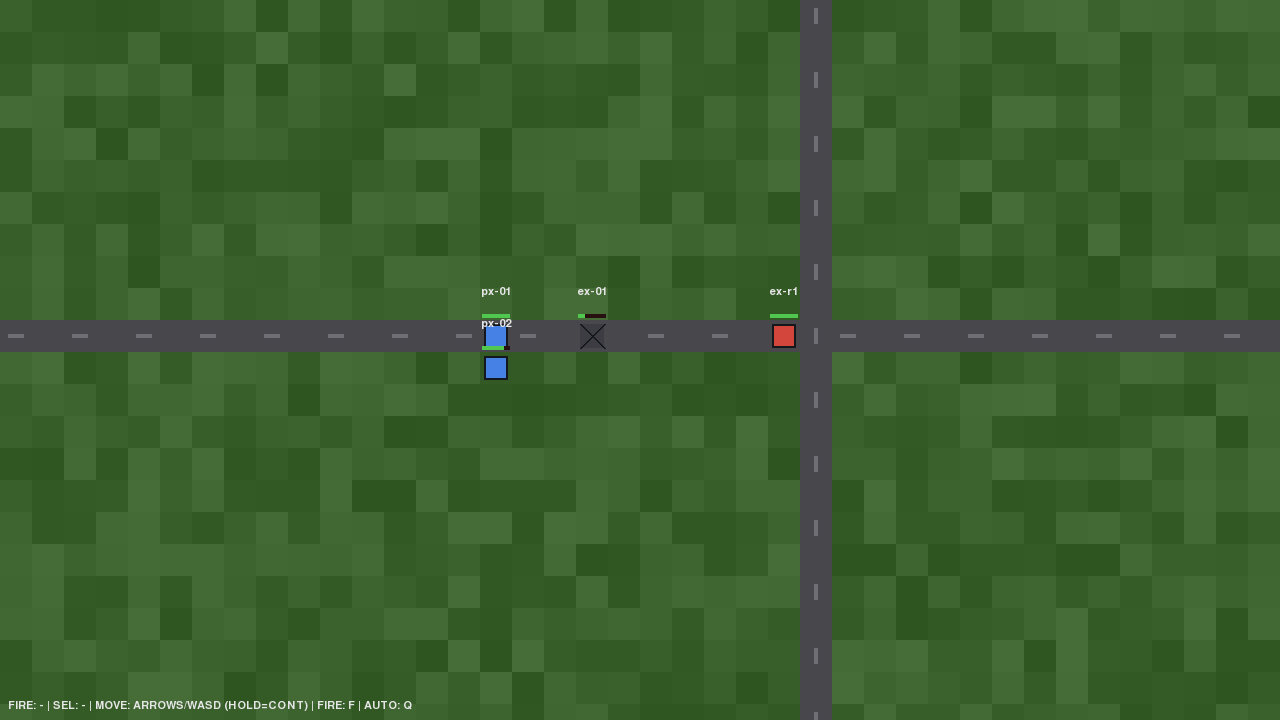 px-01
ex-01
ex-r1
px-02
FIRE: - | SEL: - | MOVE: ARROWS/WASD (HOLD=CONT) | FIRE: F | AUTO: Q